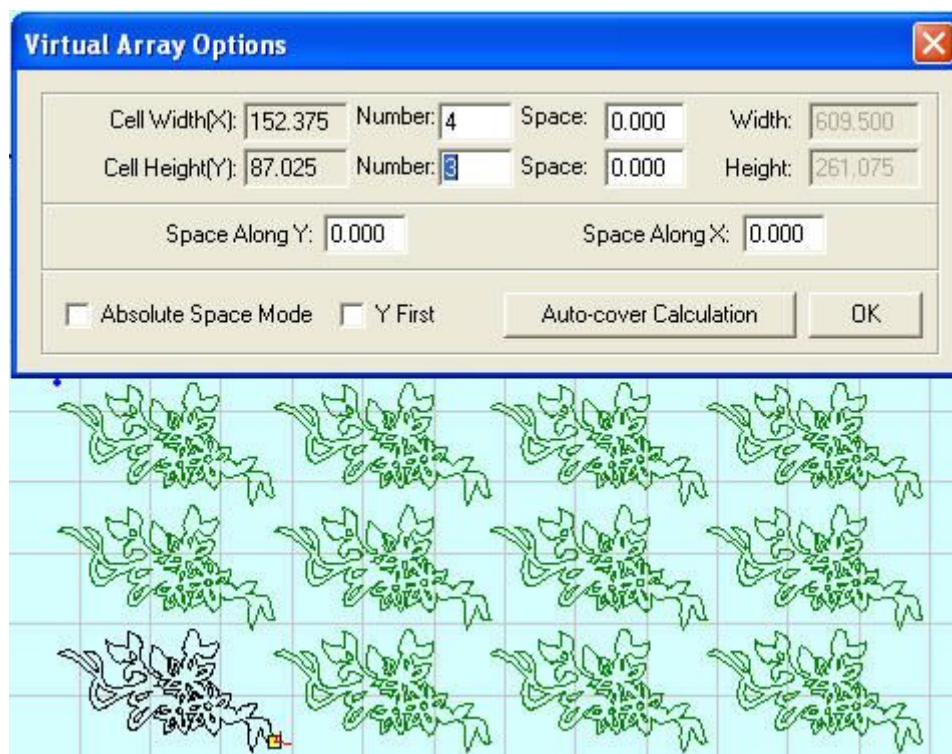 Virtual Array Options
Cell Width(X): 152.375 Number: 4 Space: 0.000 Width: 609.500
Cell Height(Y): 87.025 Number: 3 Space: 0.000 Height: 261.075
Space Along Y: 0.000 Space Along X: 0.000
Absolute Space Mode Y First Auto-cover Calculation OK